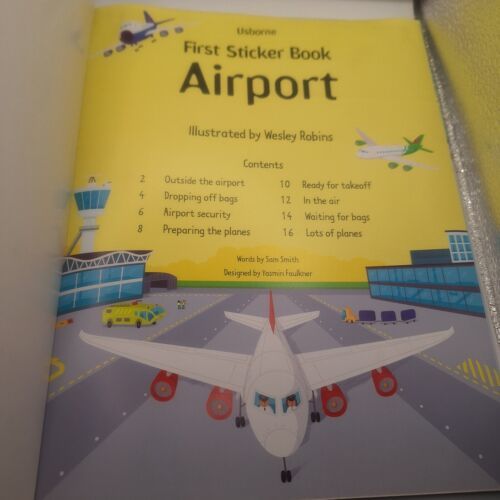 Usborne
First Sticker Book
Airport
Illustrated by Wesley Robins
Contents
2 Outside the airport
4 Dropping off bags
6 Airport security
8 Preparing the planes
10 Ready for takeoff
12 In the air
14 Waiting for bags
16 Lots of planes
Words by Sam Smith
Designed by Yasmin Faulkner